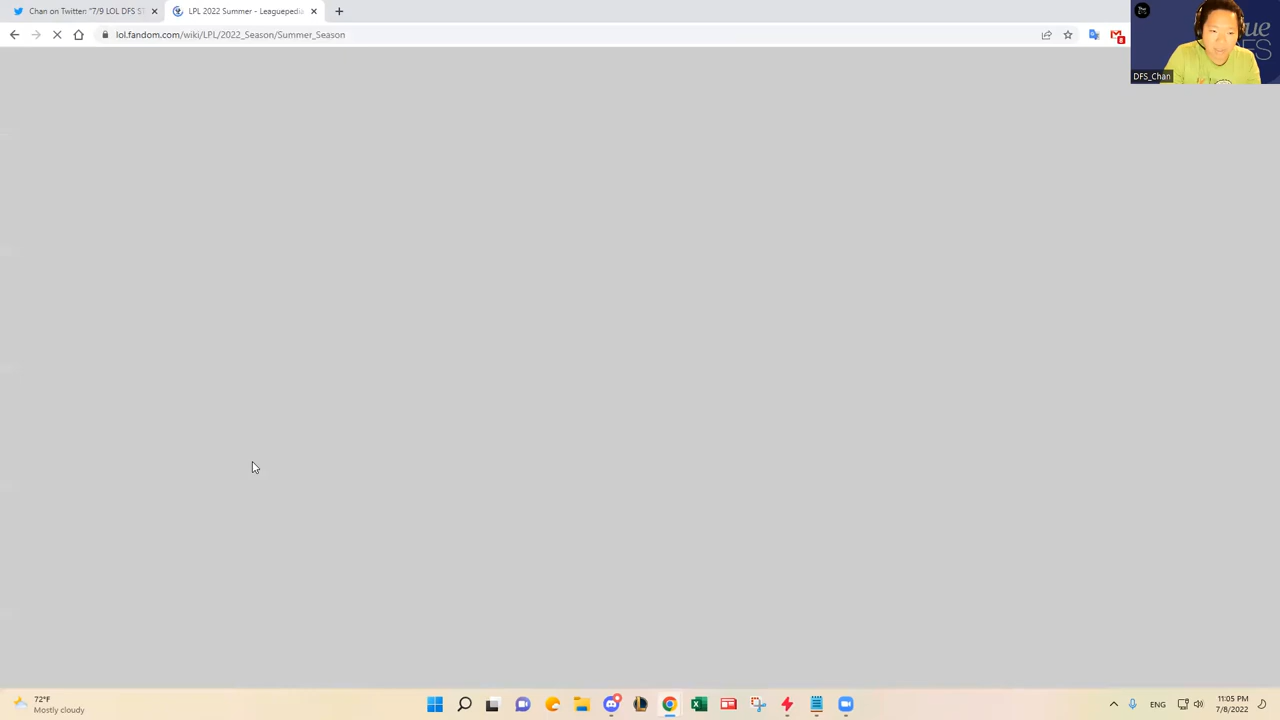 Chan on Twitter: "7/9 LOL DFS ST
LPL 2022 Summer - Leaguepedia
lol.fandom.com/wiki/LPL/2022_Season/Summer_Season
DFS_Chan
72°F
Mostly cloudy
ENG
11:05 PM
7/8/2022